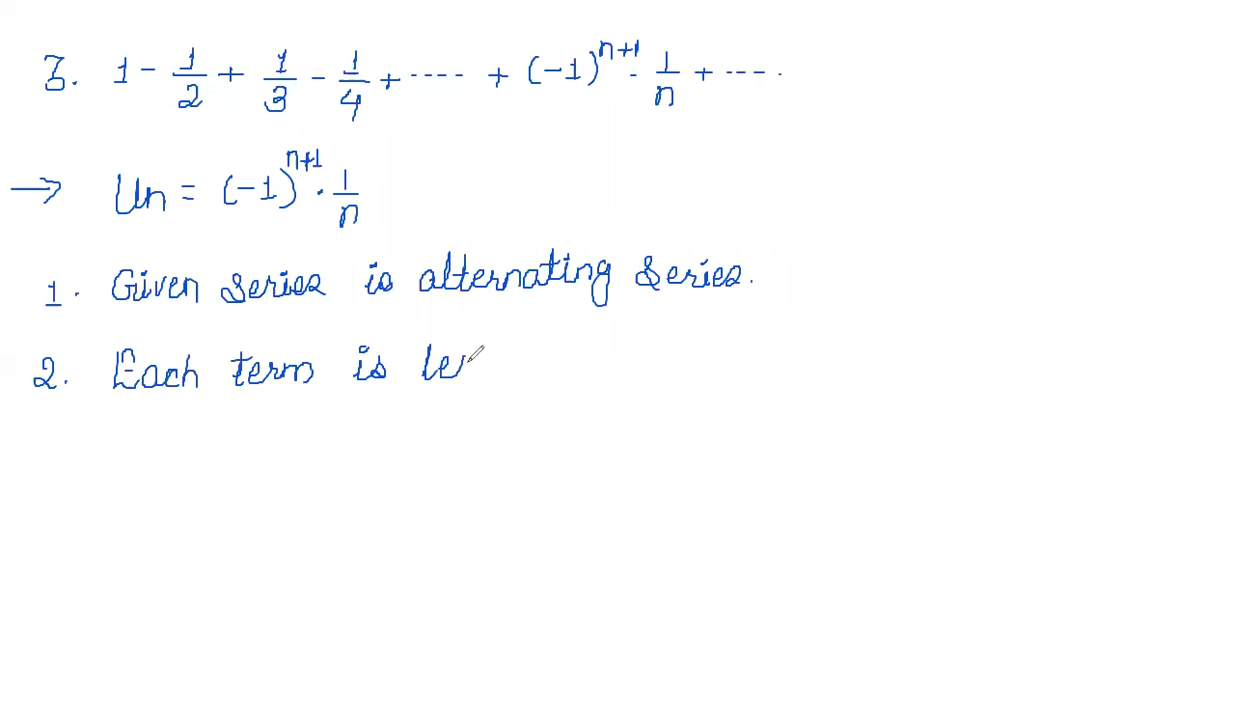 3. 1 - 1/2 + 1/3 - 1/4 + ---- + (-1)^{n+1} · 1/n + ----
→ Un = (-1)^{n+1} · 1/n
1. Given series is alternating series.
2. Each term is le